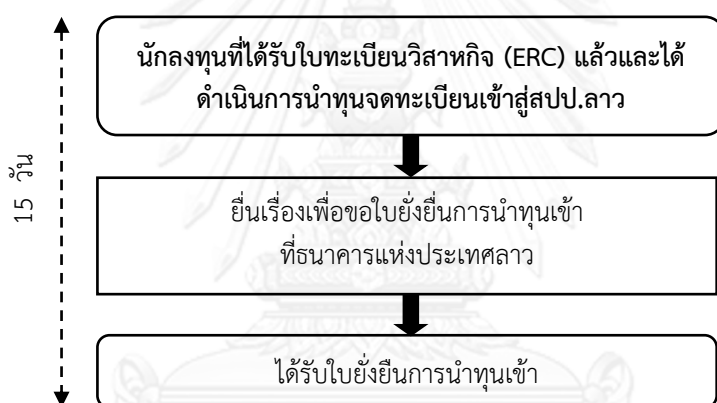 นักลงทุนที่ได้รับใบทะเบียนวิสาหกิจ (ERC) แล้วและได้
ดำเนินการนำทุนจดทะเบียนเข้าสู่สปป.ลาว
15 วัน
ยื่นเรื่องเพื่อขอใบยั่งยื่นการนำทุนเข้า
ที่ธนาคารแห่งประเทศลาว
ได้รับใบยั่งยืนการนำทุนเข้า